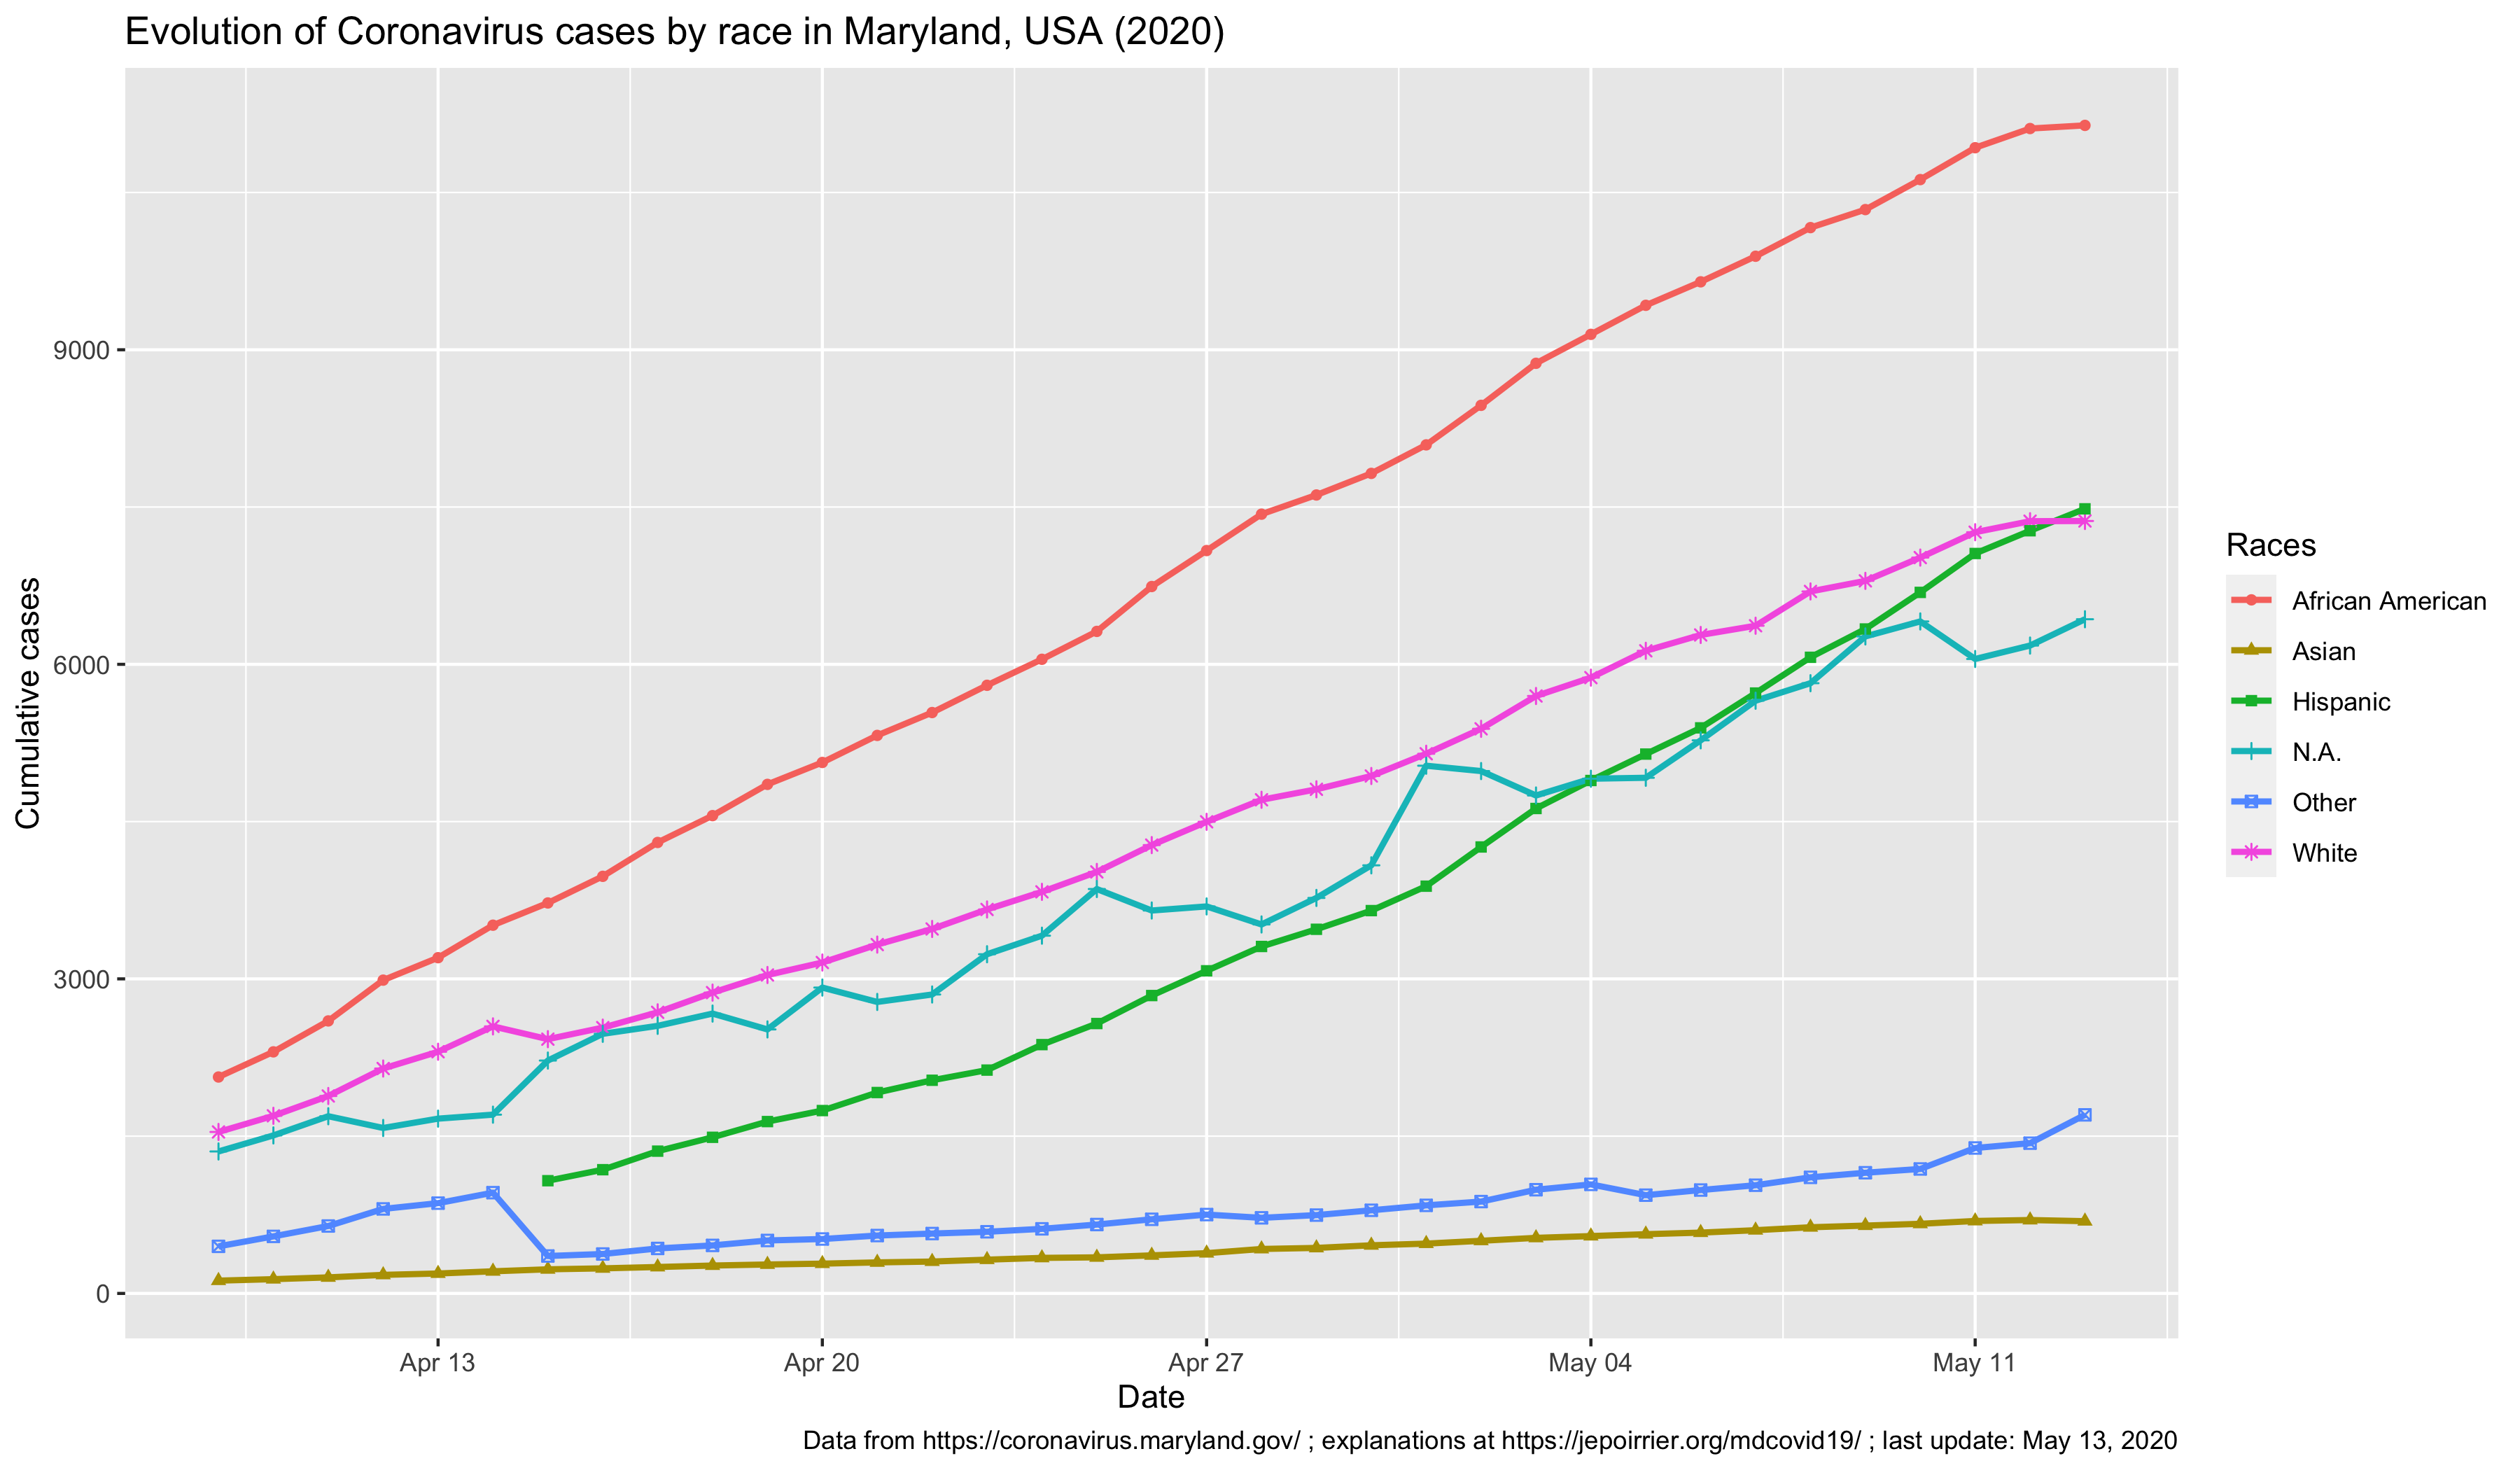 Evolution of Coronavirus cases by race in Maryland, USA (2020)
Cumulative cases
9000
6000
3000
0
Apr 13
Apr 20
Apr 27
May 04
May 11
Date
Races
African American
Asian
Hispanic
N.A.
Other
White
Data from https://coronavirus.maryland.gov/ ; explanations at https://jepoirrier.org/mdcovid19/ ; last update: May 13, 2020